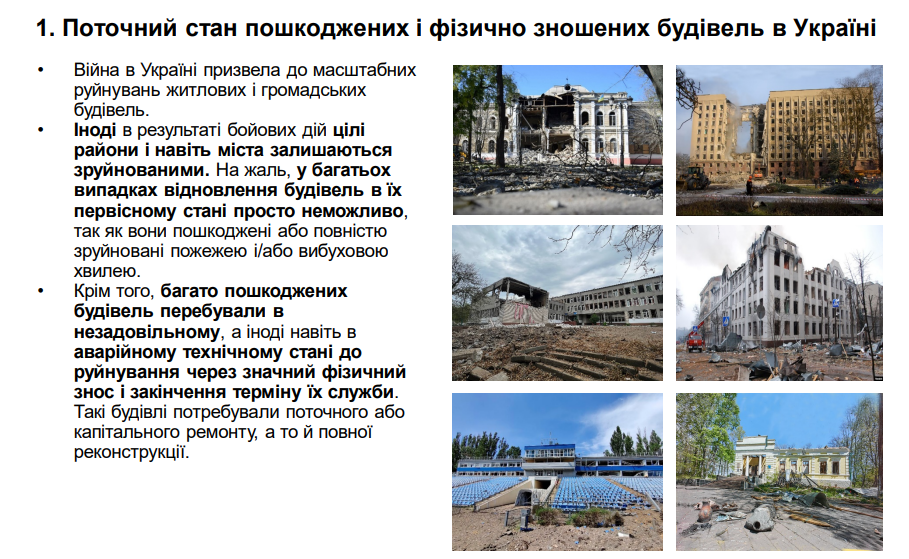 1. Поточний стан пошкоджених і фізично зношених будівель в Україні
• Війна в Україні призвела до масштабних
руйнувань житлових і громадських
будівель.
• Іноді в результаті бойових дій цілі
райони і навіть міста залишаються
зруйнованими. На жаль, у багатьох
випадках відновлення будівель в їх
первісному стані просто неможливо,
так як вони пошкоджені або повністю
зруйновані пожежею і/або вибуховою
хвилею.
• Крім того, багато пошкоджених
будівель перебували в
незадовільному, а іноді навіть в
аварійному технічному стані до
руйнування через значний фізичний
знос і закінчення терміну їх служби.
Такі будівлі потребували поточного або
капітального ремонту, а то й повної
реконструкції.